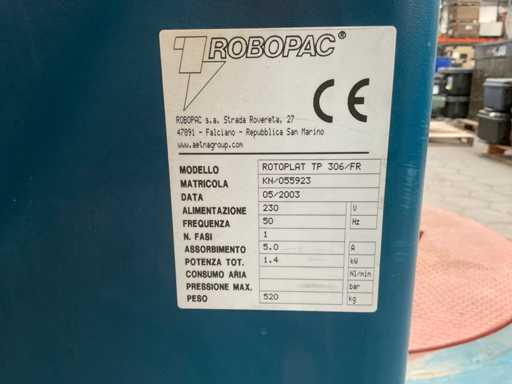 ROBOPAC®
CE
ROBOPAC s.a. Strada Rovereta, 27
47891 - Falciano - Repubblica San Marino
www.aetnagroup.com
MODELLO ROTOPLAT TP 306/FR
MATRICOLA KN/055923
DATA 05/2003
ALIMENTAZIONE 230 V
FREQUENZA 50 Hz
N. FASI 1
ASSORBIMENTO 5.0 A
POTENZA TOT. 1.4 kW
CONSUMO ARIA Nl/min
PRESSIONE MAX. bar
PESO 520 kg